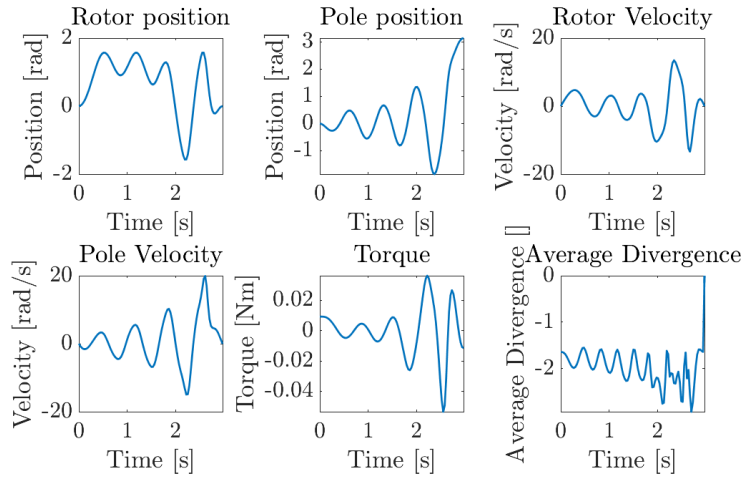 Rotor position
Position [rad]
2
0
-2
0
1
2
Time [s]
Pole position
Position [rad]
3
2
1
0
-1
0
1
2
Time [s]
Rotor Velocity
Velocity [rad/s]
20
0
-20
0
1
2
Time [s]
Pole Velocity
Velocity [rad/s]
20
0
-20
0
1
2
Time [s]
Torque
Torque [Nm]
0.02
0
-0.02
-0.04
0
1
2
Time [s]
Average Divergence
Average Divergence []
0
-1
-2
0
1
2
Time [s]